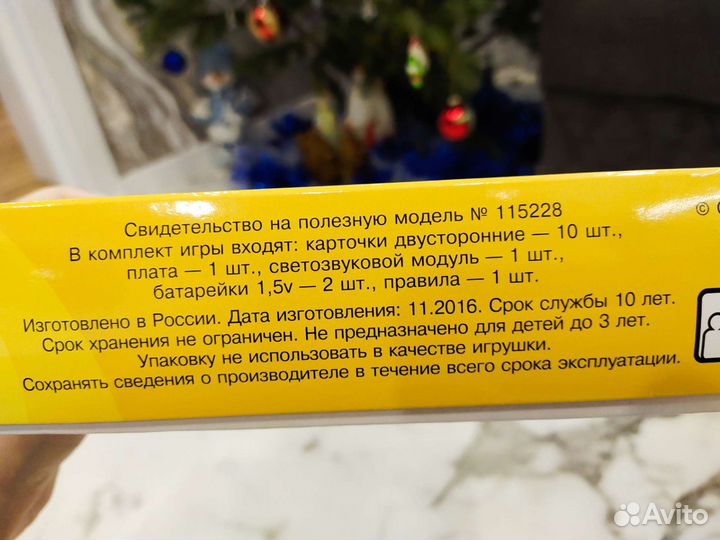 Свидетельство на полезную модель № 115228
В комплект игры входят: карточки двусторонние — 10 шт.,
плата — 1 шт., светозвуковой модуль — 1 шт.,
батарейки 1,5v — 2 шт., правила — 1 шт.
Изготовлено в России. Дата изготовления: 11.2016. Срок службы 10 лет.
Срок хранения не ограничен. Не предназначено для детей до 3 лет.
Упаковку не использовать в качестве игрушки.
Сохранять сведения о производителе в течение всего срока эксплуатации.
©
Avito